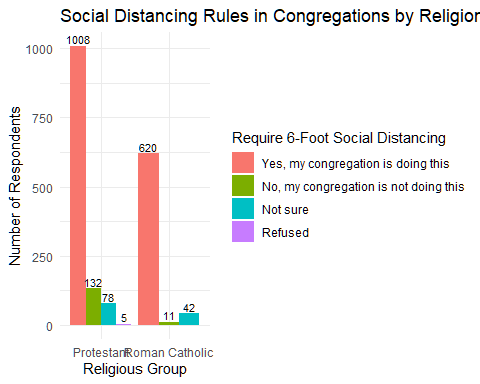 Social Distancing Rules in Congregations by Religion
1008
1000
620
750
500
250
132
78
5
11
42
0
Number of Respondents
Protestant
Roman Catholic
Religious Group
Require 6-Foot Social Distancing
Yes, my congregation is doing this
No, my congregation is not doing this
Not sure
Refused